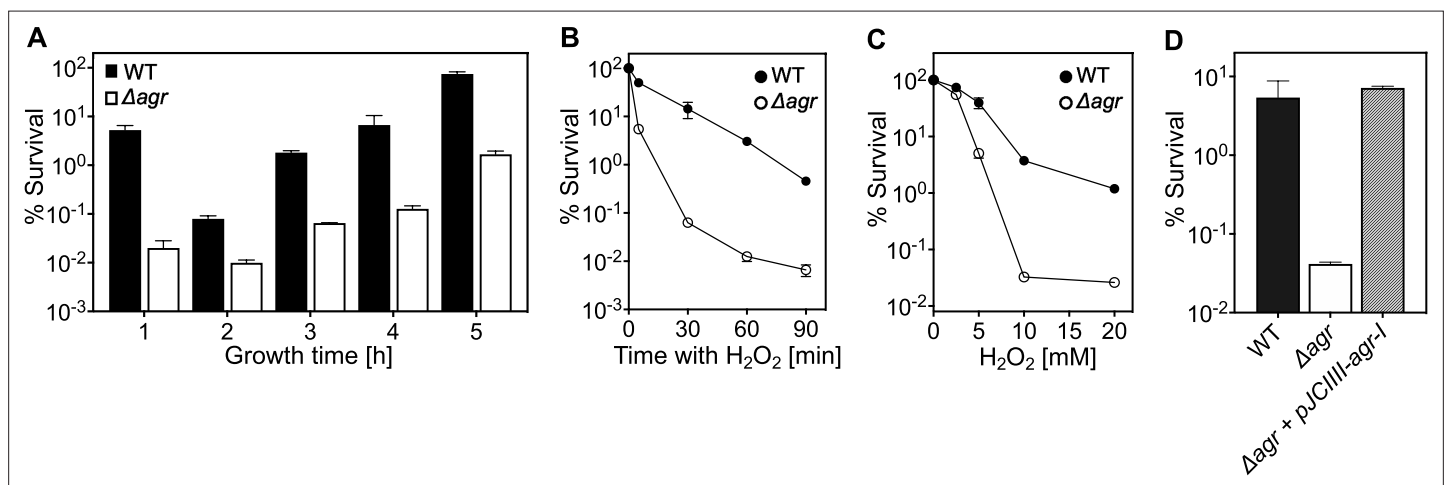 A
10²
10¹
10⁰
10⁻¹
10⁻²
10⁻³
% Survival
WT
Δagr
1 2 3 4 5
Growth time [h]
B
10²
10¹
10⁰
10⁻¹
10⁻²
10⁻³
% Survival
WT
Δagr
0 30 60 90
Time with H₂O₂ [min]
C
10²
10¹
10⁰
10⁻¹
10⁻²
% Survival
WT
Δagr
0 5 10 15 20
H₂O₂ [mM]
D
10¹
10⁰
10⁻¹
10⁻²
% Survival
WT
Δagr
Δagr + pJCIIII-agr-I